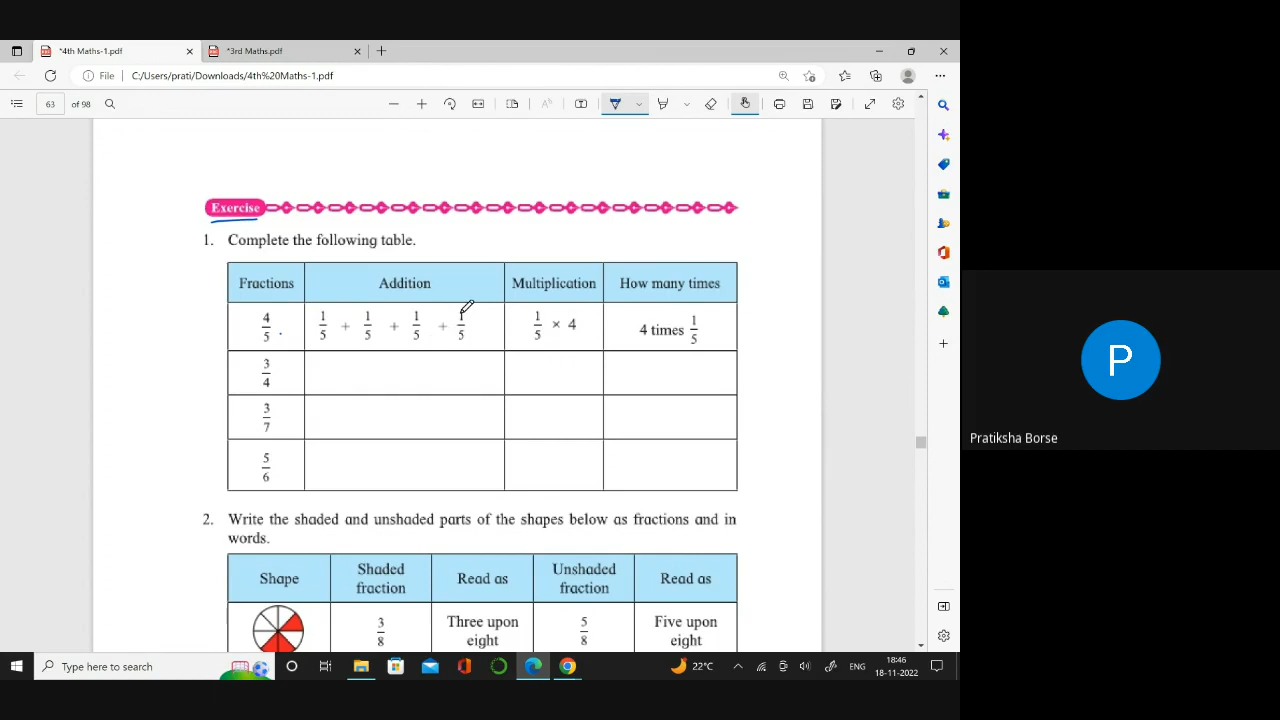 *4th Maths-1.pdf
*3rd Maths.pdf
File
C:/Users/prati/Downloads/4th%20Maths-1.pdf
63 of 98
Exercise
1. Complete the following table.
Fractions Addition Multiplication How many times
4/5 1/5 + 1/5 + 1/5 + 1/5 1/5 × 4 4 times 1/5
3/4
3/7
5/6
2. Write the shaded and unshaded parts of the shapes below as fractions and in
words.
Shape Shaded fraction Read as Unshaded fraction Read as
3/8 Three upon eight 5/8 Five upon eight
P
Pratiksha Borse
Type here to search
22°C
ENG
18:46
18-11-2022